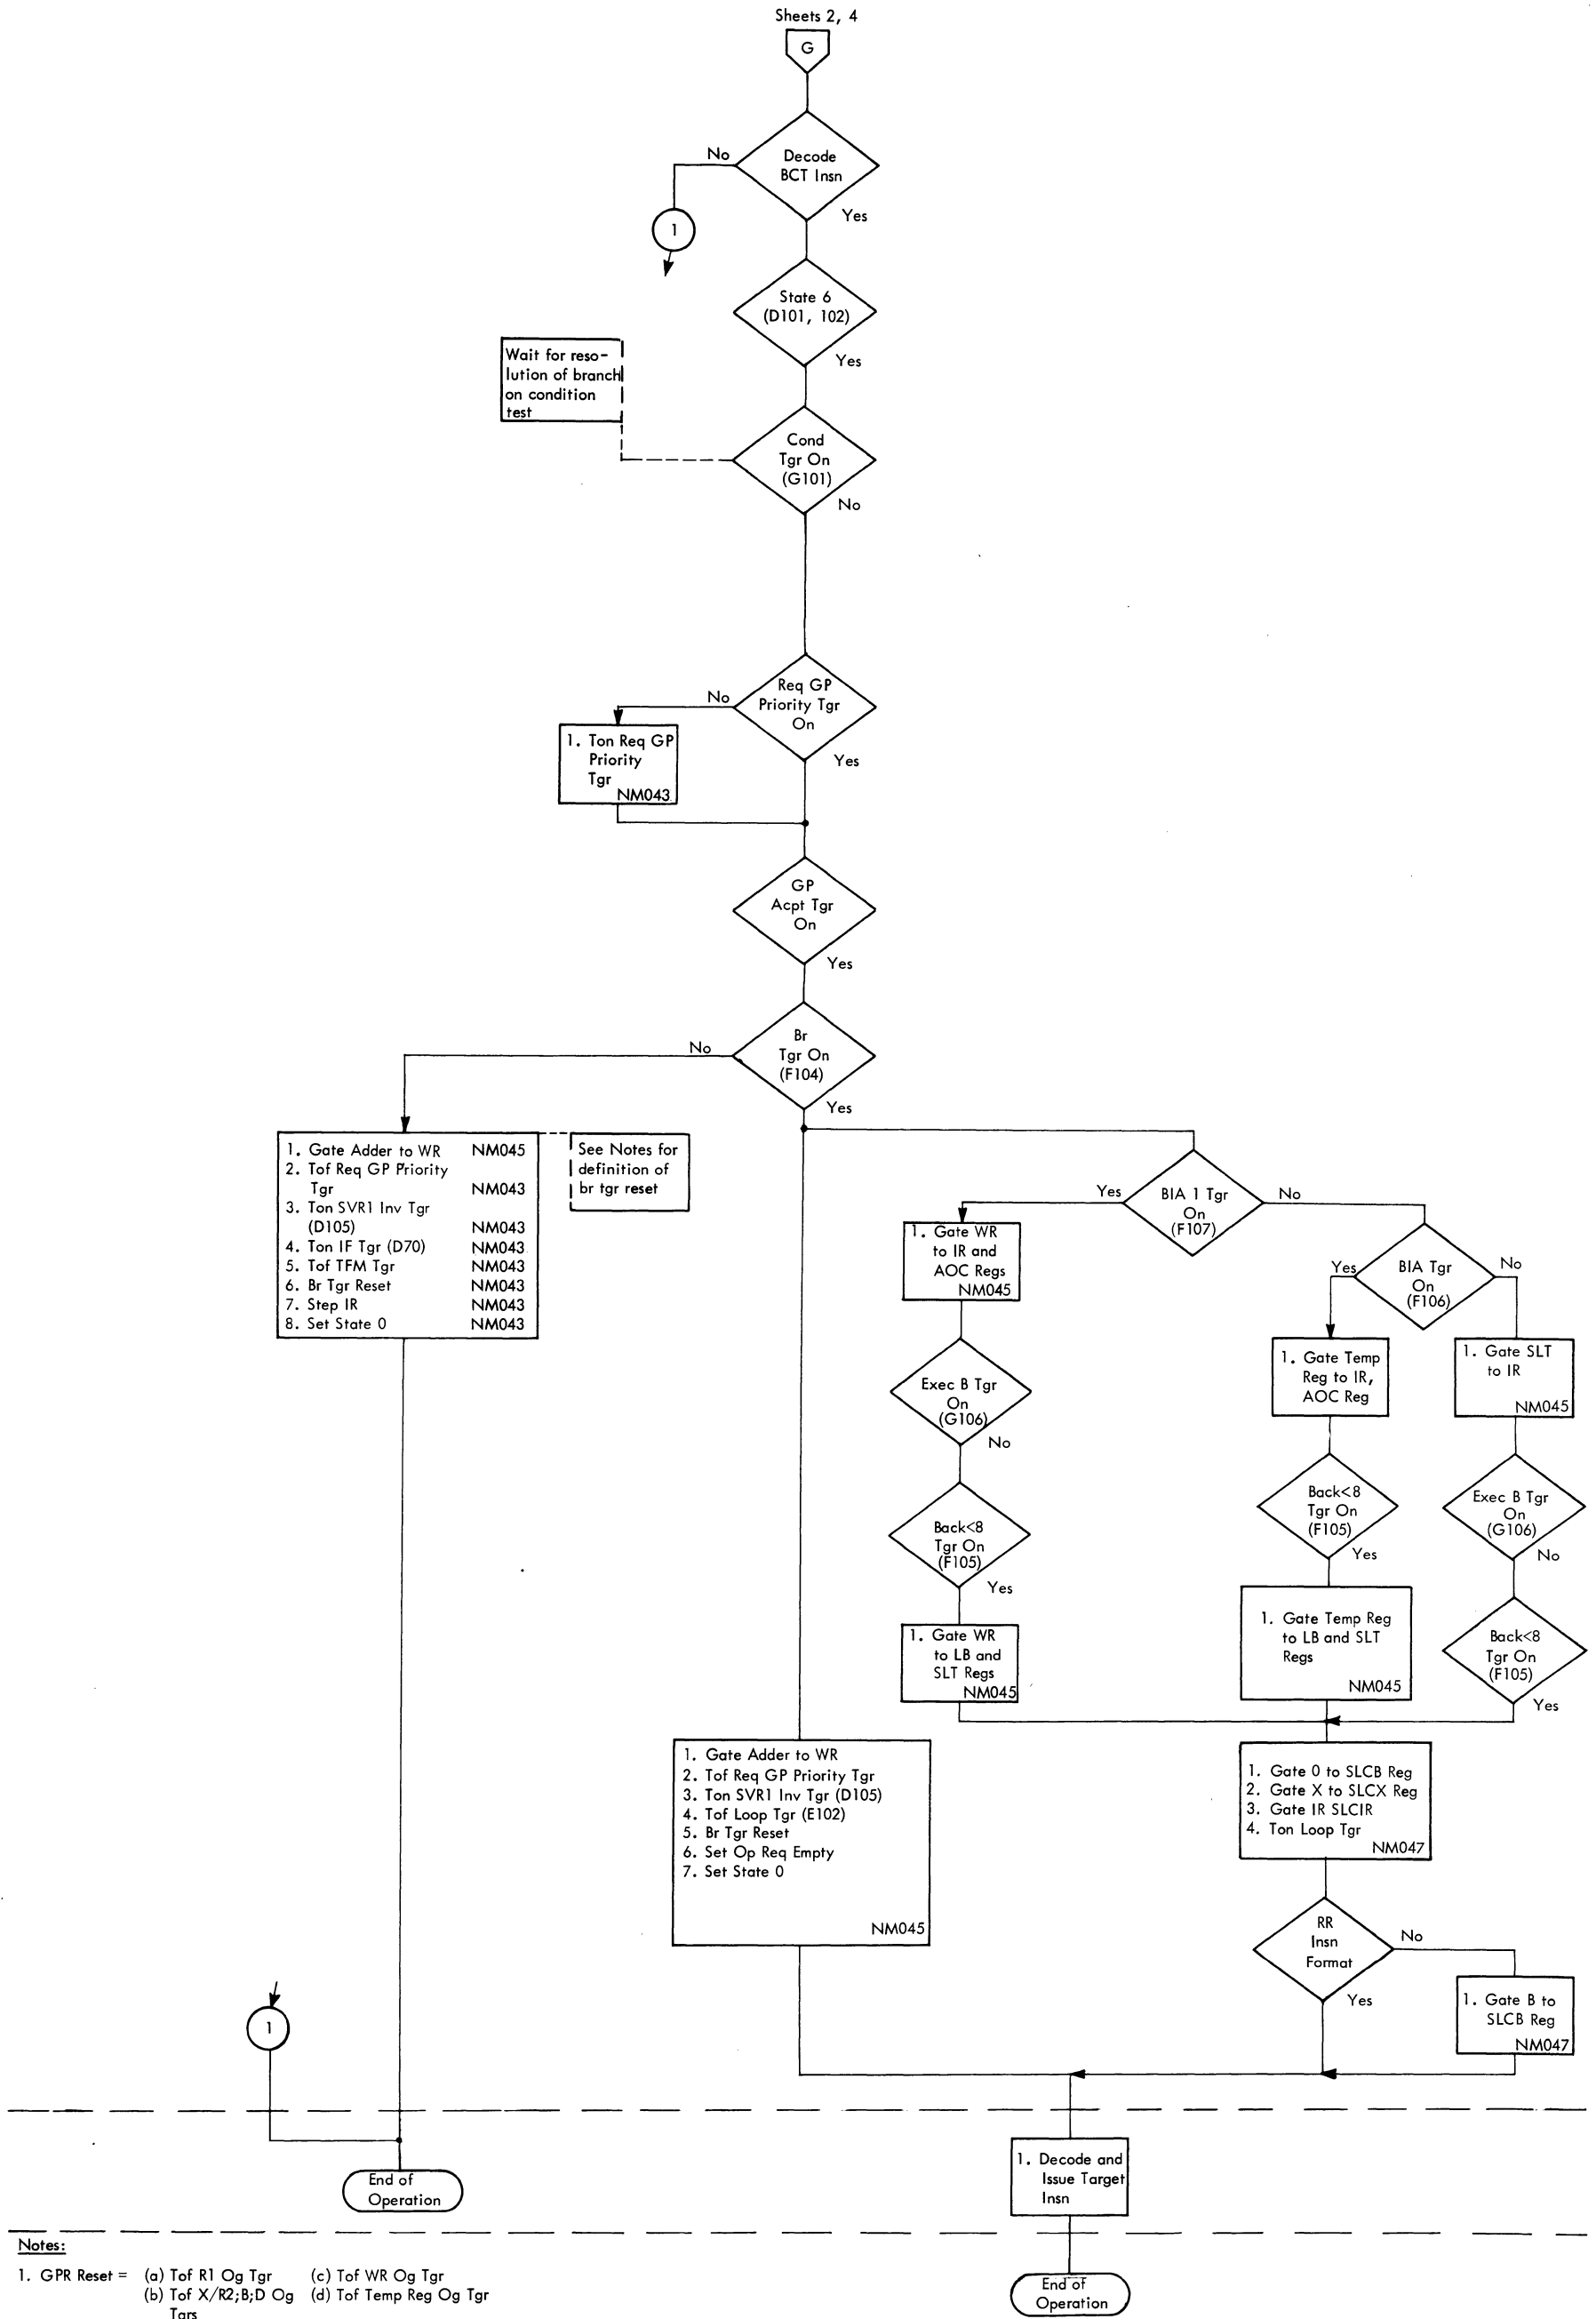 Sheets 2, 4
G
Decode
BCT Insn
No
Yes
1
State 6
(D101, 102)
Yes
Wait for reso-
lution of branch
on condition
test
Cond
Tgr On
(G101)
No
Req GP
Priority Tgr
On
No
Yes
1. Ton Req GP
Priority
Tgr
NM043
GP
Acpt Tgr
On
Yes
Br
Tgr On
(F104)
No
Yes
1. Gate Adder to WR NM045
2. Tof Req GP Priority
Tgr NM043
3. Ton SVR1 Inv Tgr
(D105) NM043
4. Ton IF Tgr (D70) NM043
5. Tof TFM Tgr NM043
6. Br Tgr Reset NM043
7. Step IR NM043
8. Set State 0 NM043
See Notes for
definition of
br tgr reset
BIA 1 Tgr
On
(F107)
Yes
No
1. Gate WR
to IR and
AOC Regs
NM045
BIA Tgr
On
(F106)
Yes
No
Exec B Tgr
On
(G106)
No
1. Gate Temp
Reg to IR,
AOC Reg
1. Gate SLT
to IR
NM045
Back<8
Tgr On
(F105)
Yes
Back<8
Tgr On
(F105)
Yes
Exec B Tgr
On
(G106)
No
1. Gate WR
to LB and
SLT Regs
NM045
1. Gate Temp Reg
to LB and SLT
Regs
NM045
Back<8
Tgr On
(F105)
Yes
1. Gate Adder to WR
2. Tof Req GP Priority Tgr
3. Ton SVR1 Inv Tgr (D105)
4. Tof Loop Tgr (E102)
5. Br Tgr Reset
6. Set Op Req Empty
7. Set State 0
NM045
1. Gate 0 to SLCB Reg
2. Gate X to SLCX Reg
3. Gate IR SLCIR
4. Ton Loop Tgr
NM047
RR
Insn
Format
No
Yes
1. Gate B to
SLCB Reg
NM047
1
End of
Operation
1. Decode and
Issue Target
Insn
End of
Operation
Notes:
1. GPR Reset = (a) Tof R1 Og Tgr (c) Tof WR Og Tgr
(b) Tof X/R2;B;D Og (d) Tof Temp Reg Og Tgr
Tgrs